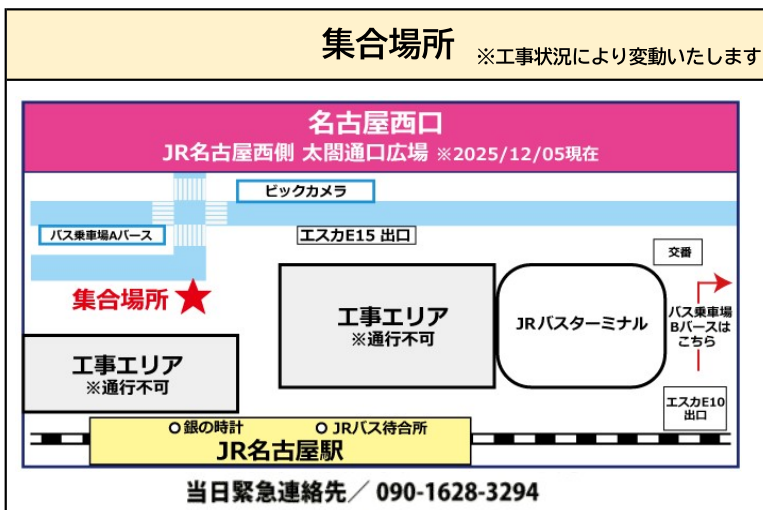 集合場所 ※工事状況により変動いたします
名古屋西口
JR名古屋西側 太閤通口広場 ※2025/12/05現在
ビックカメラ
バス乗車場Aバース
エスカE15 出口
交番
集合場所
工事エリア
※通行不可
JRバスターミナル
バス乗車場
Bバースは
こちら
工事エリア
※通行不可
エスカE10
出口
銀の時計
JRバス待合所
JR名古屋駅
当日緊急連絡先／ 090-1628-3294